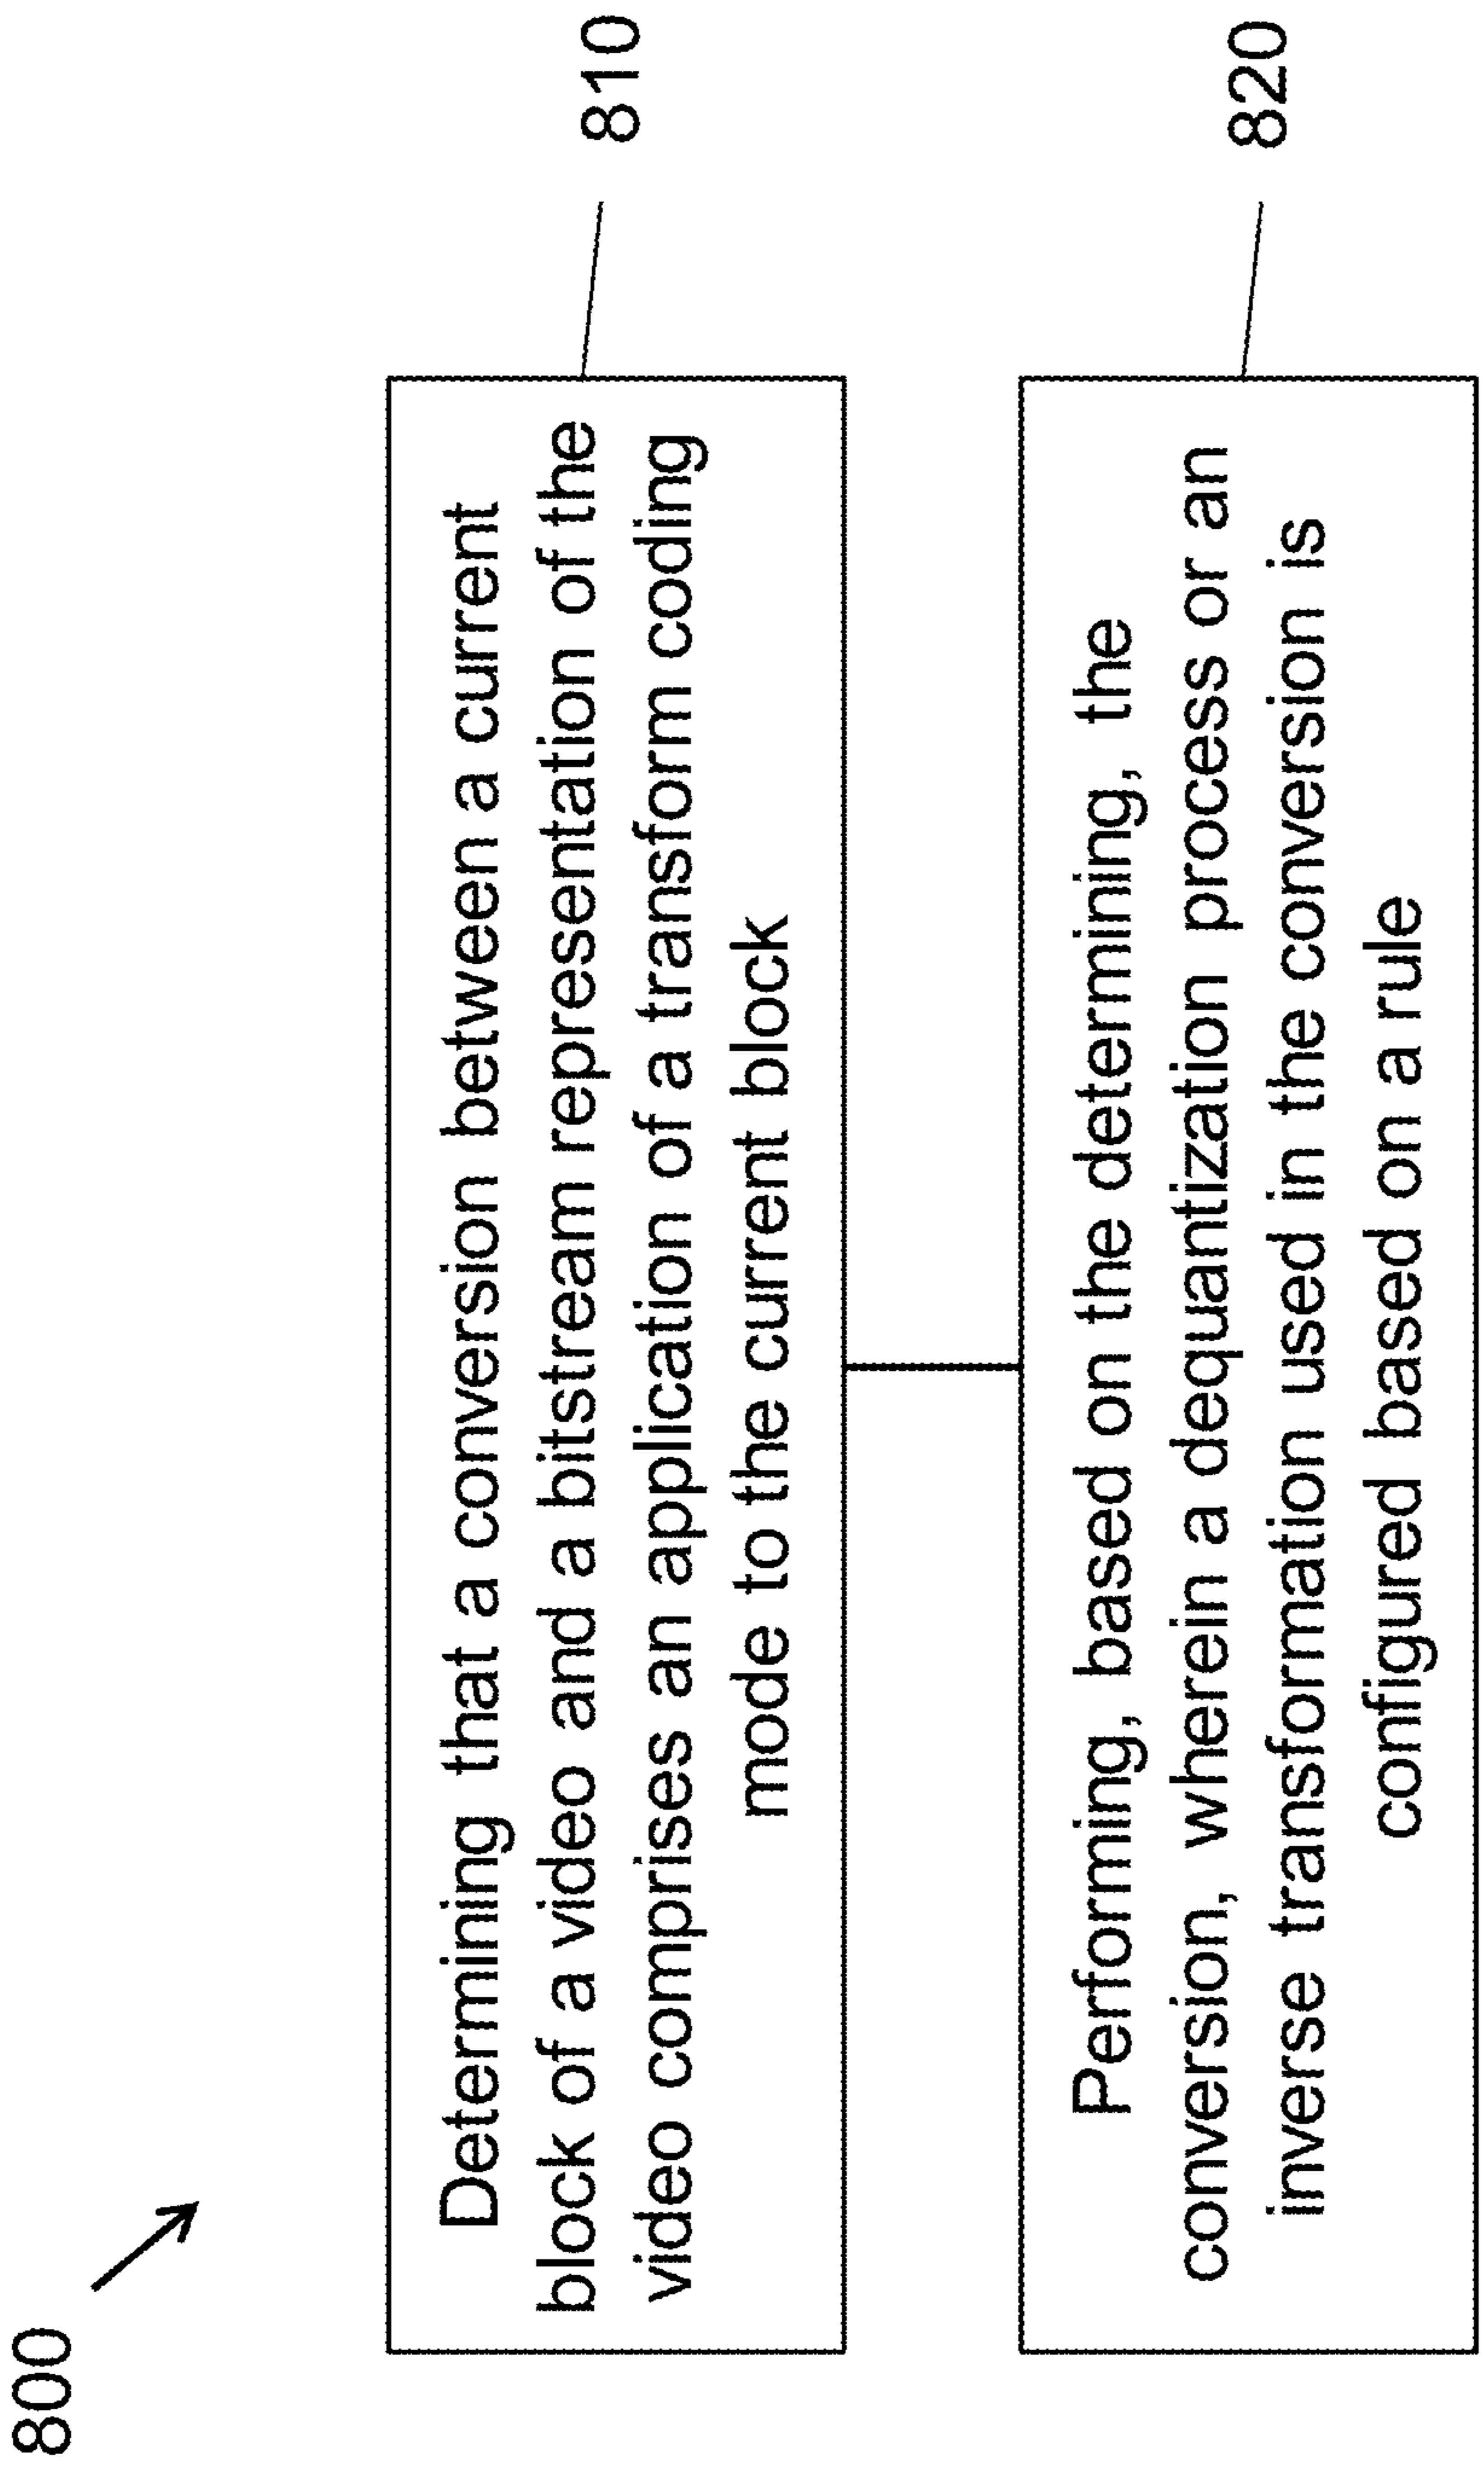 800
Determining that a conversion between a current
block of a video and a bitstream representation of the
video comprises an application of a transform coding
mode to the current block
810
Performing, based on the determining, the
conversion, wherein a dequantization process or an
inverse transformation used in the conversion is
configured based on a rule
820